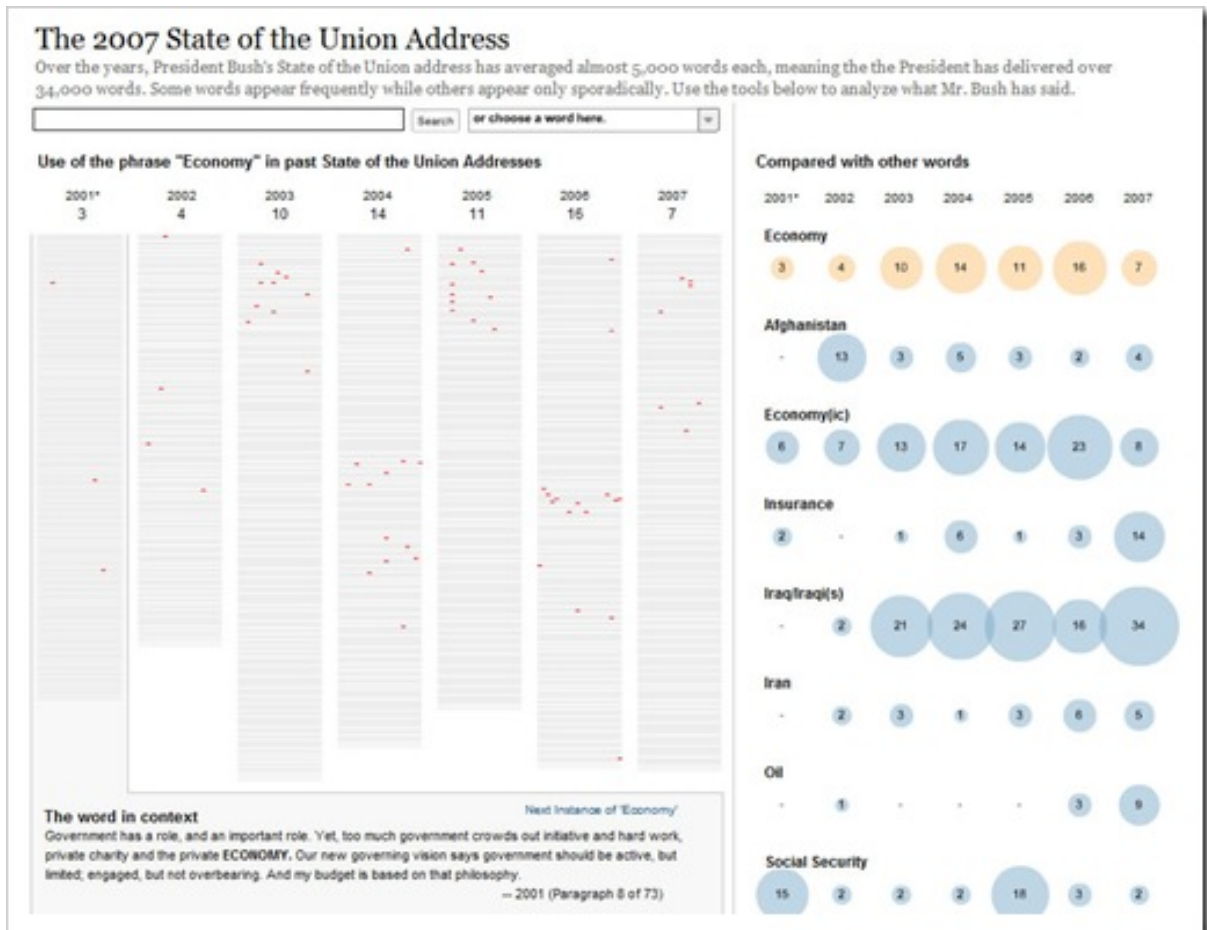 The 2007 State of the Union Address
Over the years, President Bush's State of the Union address has averaged almost 5,000 words each, meaning the the President has delivered over
34,000 words. Some words appear frequently while others appear only sporadically. Use the tools below to analyze what Mr. Bush has said.
Search
or choose a word here.
Use of the phrase "Economy" in past State of the Union Addresses
2001* 2002 2003 2004 2005 2006 2007
3 4 10 14 11 16 7
The word in context
Next Instance of 'Economy'
Government has a role, and an important role. Yet, too much government crowds out initiative and hard work,
private charity and the private ECONOMY. Our new governing vision says government should be active, but
limited; engaged, but not overbearing. And my budget is based on that philosophy.
— 2001 (Paragraph 8 of 73)
Compared with other words
2001* 2002 2003 2004 2005 2006 2007
Economy
3 4 10 14 11 16 7
Afghanistan
- 13 3 5 3 2 4
Economy(ic)
6 7 13 17 14 23 8
Insurance
2 - 1 6 1 3 14
Iraq/Iraqi(s)
- 2 21 24 27 16 34
Iran
- 2 3 1 3 6 5
Oil
- 1 - - - 3 9
Social Security
15 2 2 2 18 3 2